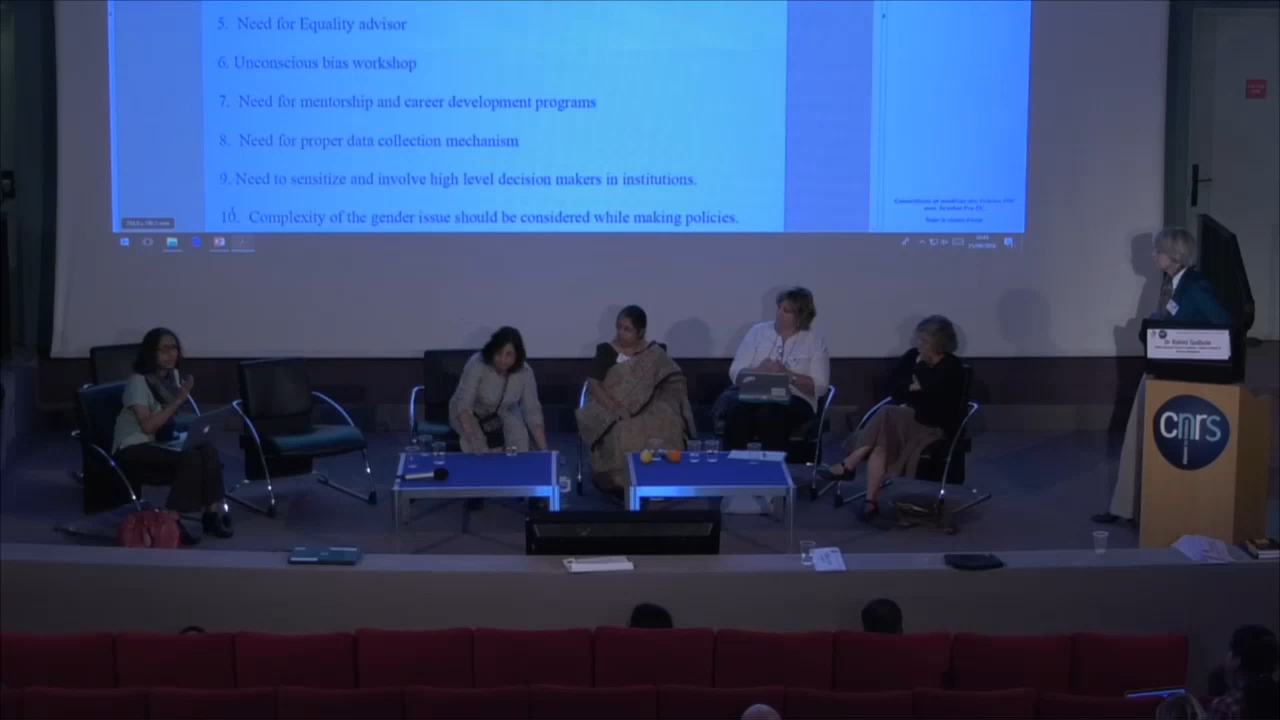 5. Need for Equality advisor
6. Unconscious bias workshop
7. Need for mentorship and career development programs
8. Need for proper data collection mechanism
9. Need to sensitize and involve high level decision makers in institutions.
10. Complexity of the gender issue should be considered while making policies.
cnrs